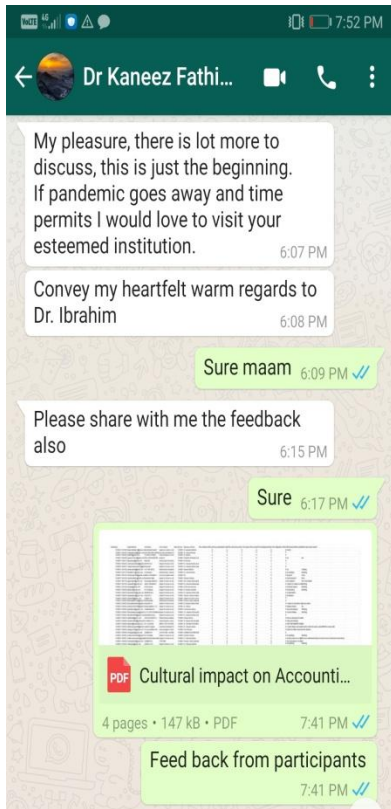 VoLTE 4G 7:52 PM
Dr Kaneez Fathi...
My pleasure, there is lot more to
discuss, this is just the beginning.
If pandemic goes away and time
permits I would love to visit your
esteemed institution.
6:07 PM
Convey my heartfelt warm regards to
Dr. Ibrahim
6:08 PM
Sure maam 6:09 PM
Please share with me the feedback
also
6:15 PM
Sure 6:17 PM
PDF Cultural impact on Accounti...
4 pages • 147 kB • PDF 7:41 PM
Feed back from participants
7:41 PM